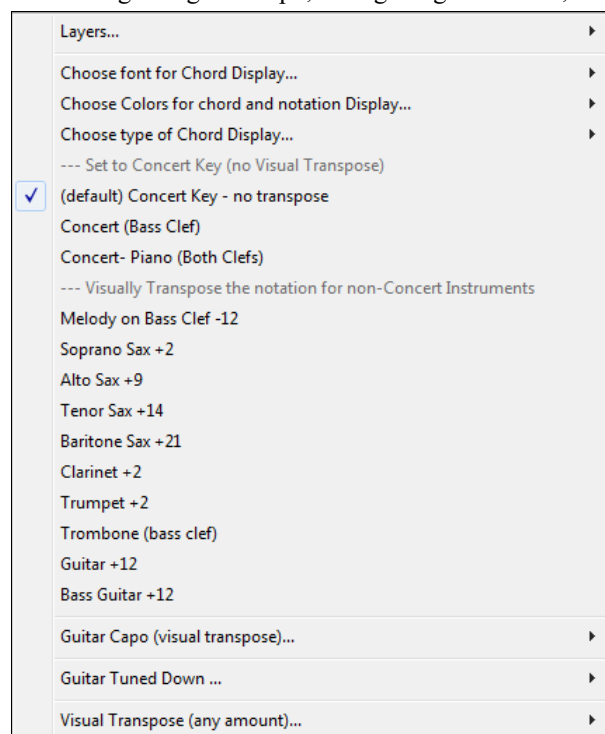 Layers...
Choose font for Chord Display...
Choose Colors for chord and notation Display...
Choose type of Chord Display...
--- Set to Concert Key (no Visual Transpose)
(default) Concert Key - no transpose
Concert (Bass Clef)
Concert- Piano (Both Clefs)
--- Visually Transpose the notation for non-Concert Instruments
Melody on Bass Clef -12
Soprano Sax +2
Alto Sax +9
Tenor Sax +14
Baritone Sax +21
Clarinet +2
Trumpet +2
Trombone (bass clef)
Guitar +12
Bass Guitar +12
Guitar Capo (visual transpose)...
Guitar Tuned Down ...
Visual Transpose (any amount)...